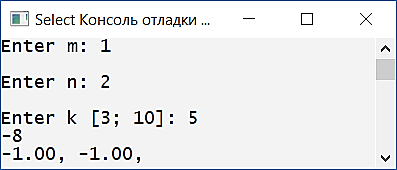 Select Консоль отладки ...
Enter m: 1
Enter n: 2
Enter k [3; 10]: 5
-8
-1.00, -1.00,